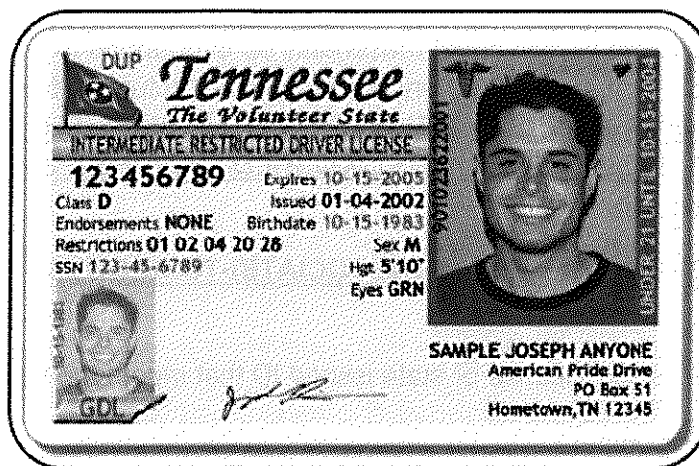 DUP
Tennessee
The Volunteer State
INTERMEDIATE RESTRICTED DRIVER LICENSE
123456789 Expires 10-15-2005
Class D Issued 01-04-2002
Endorsements NONE Birthdate 10-15-1983
Restrictions 01 02 04 20 28 Sex M
SSN 123-45-6789 Hgt 5'10"
Eyes GRN
UNDER 21 UNTIL 10-15-2004
GDL
SAMPLE JOSEPH ANYONE
American Pride Drive
PO Box 51
Hometown,TN 12345